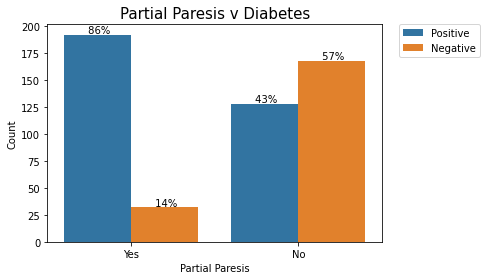 Partial Paresis v Diabetes
Positive
Negative
Count
200
175
150
125
100
75
50
25
0
86%
14%
43%
57%
Yes
No
Partial Paresis